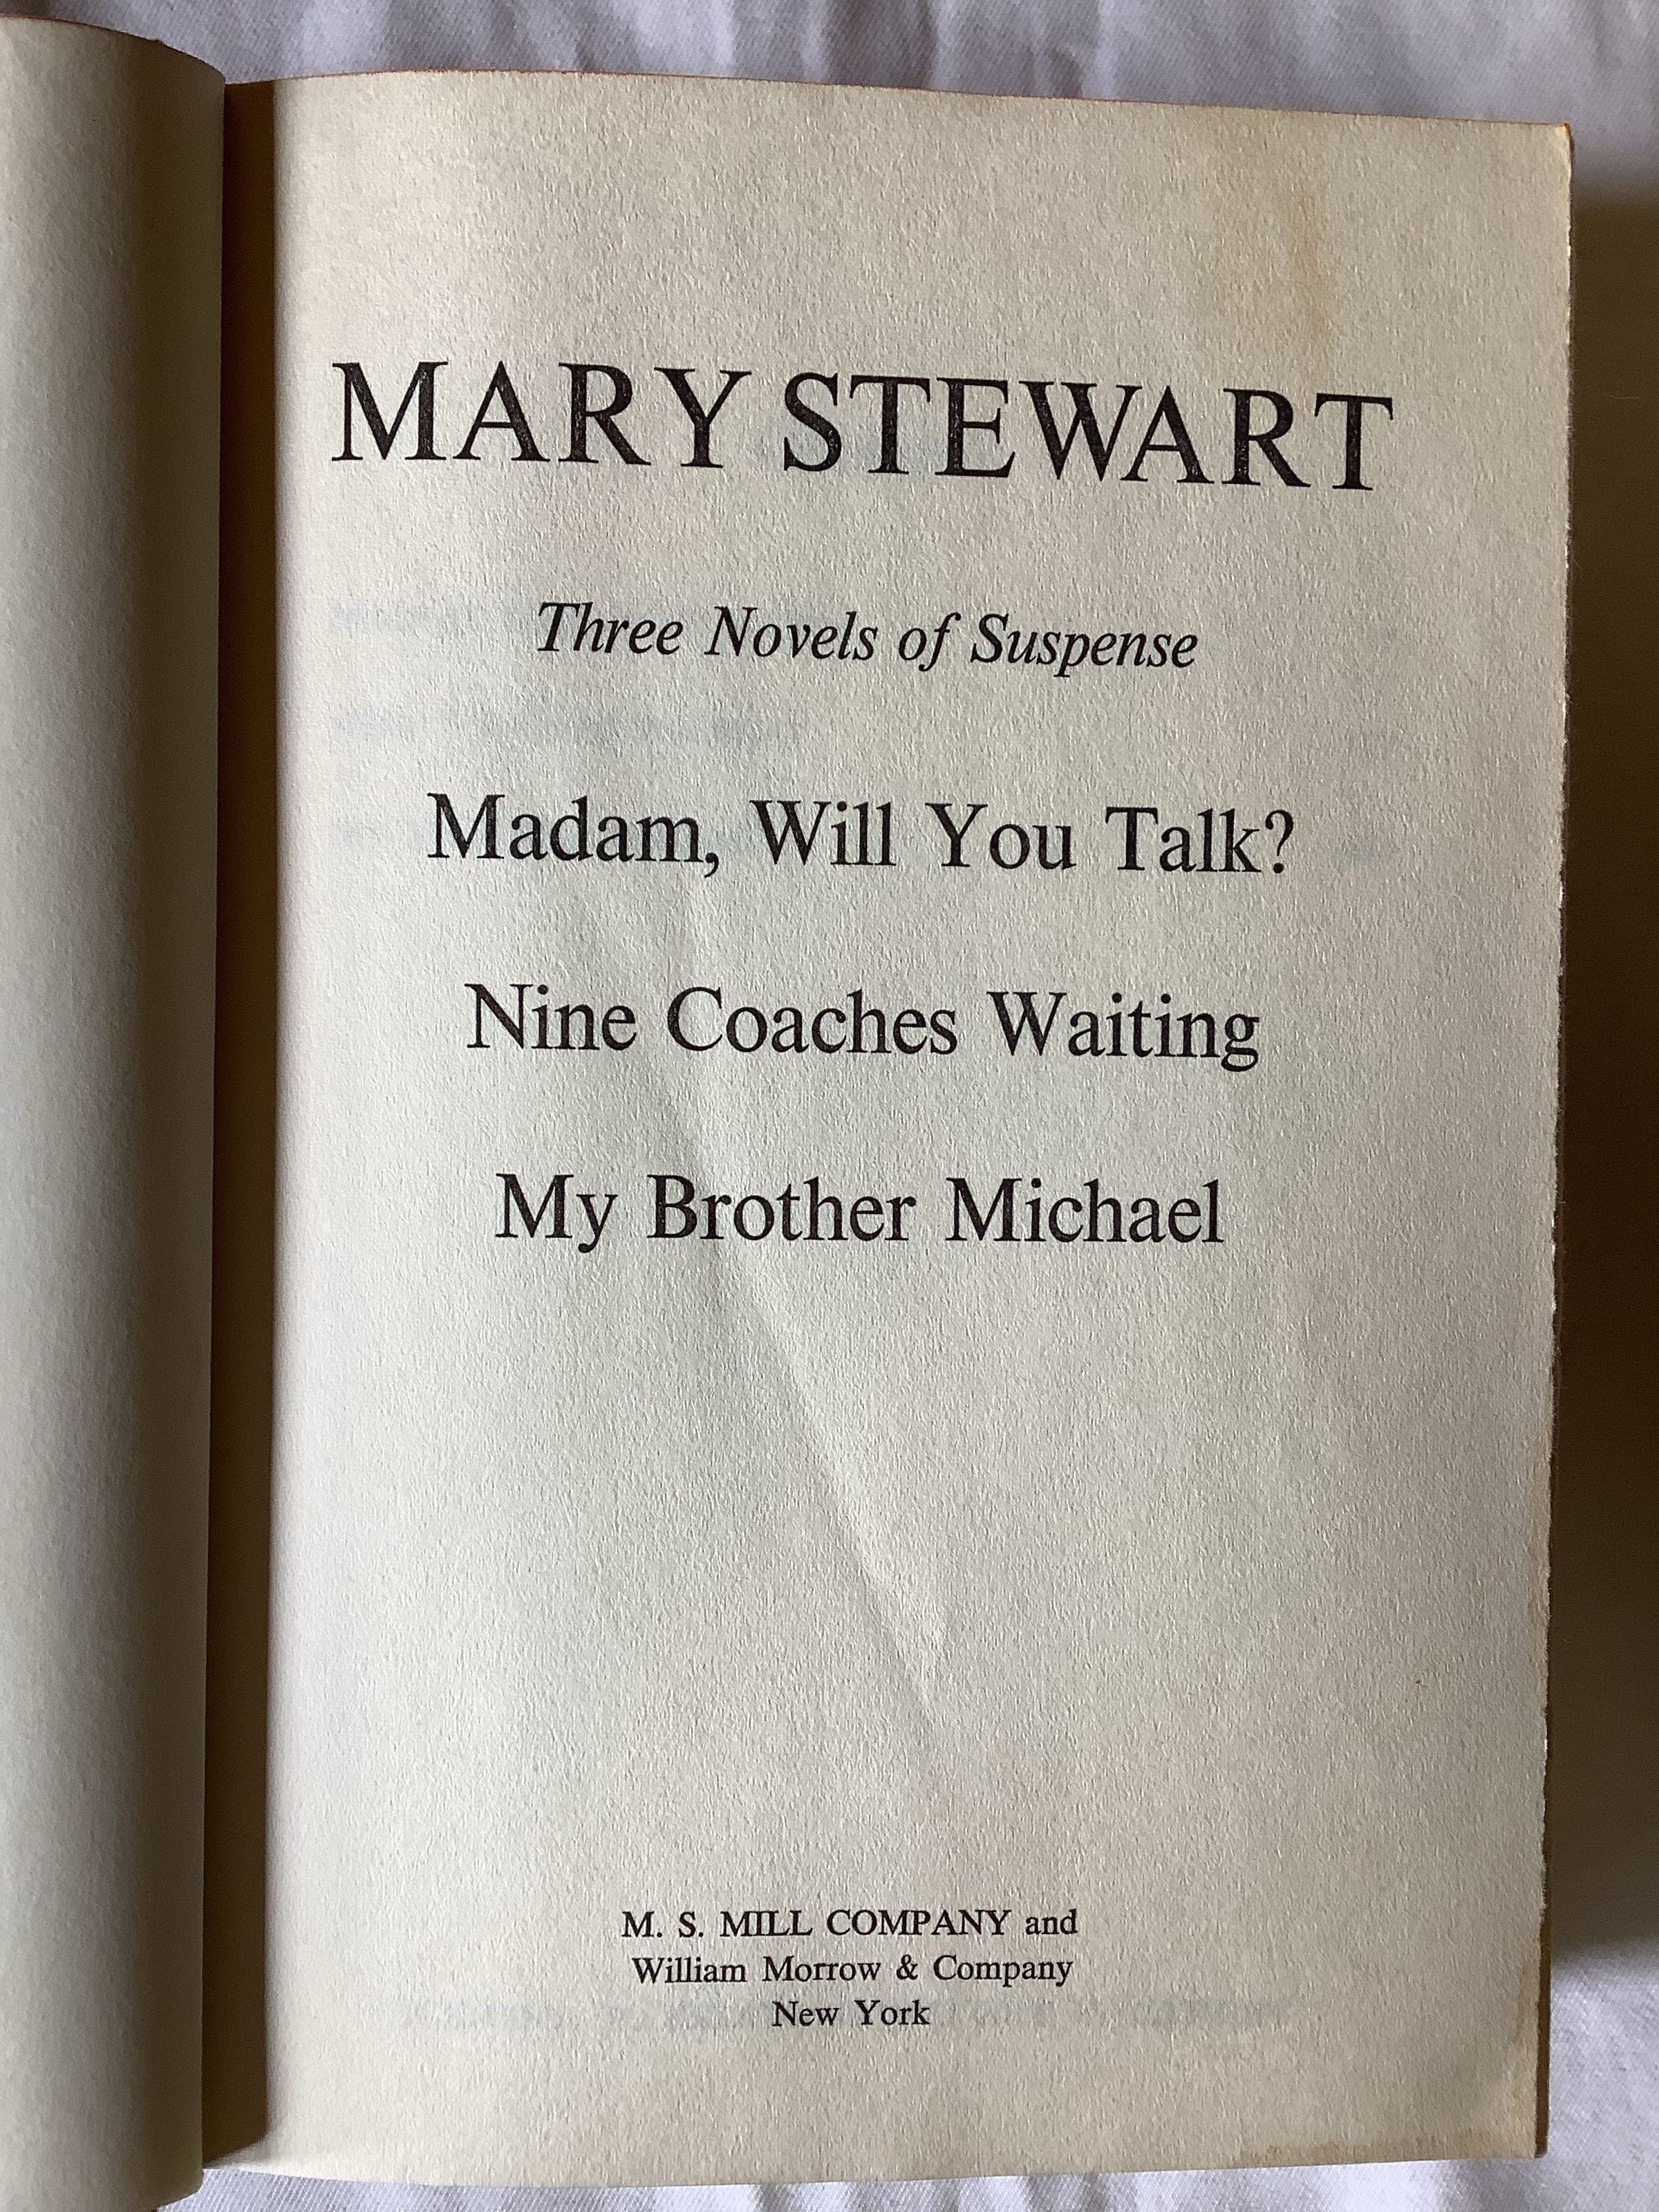 MARY STEWART
Three Novels of Suspense
Madam, Will You Talk?
Nine Coaches Waiting
My Brother Michael
M. S. MILL COMPANY and
William Morrow & Company
New York